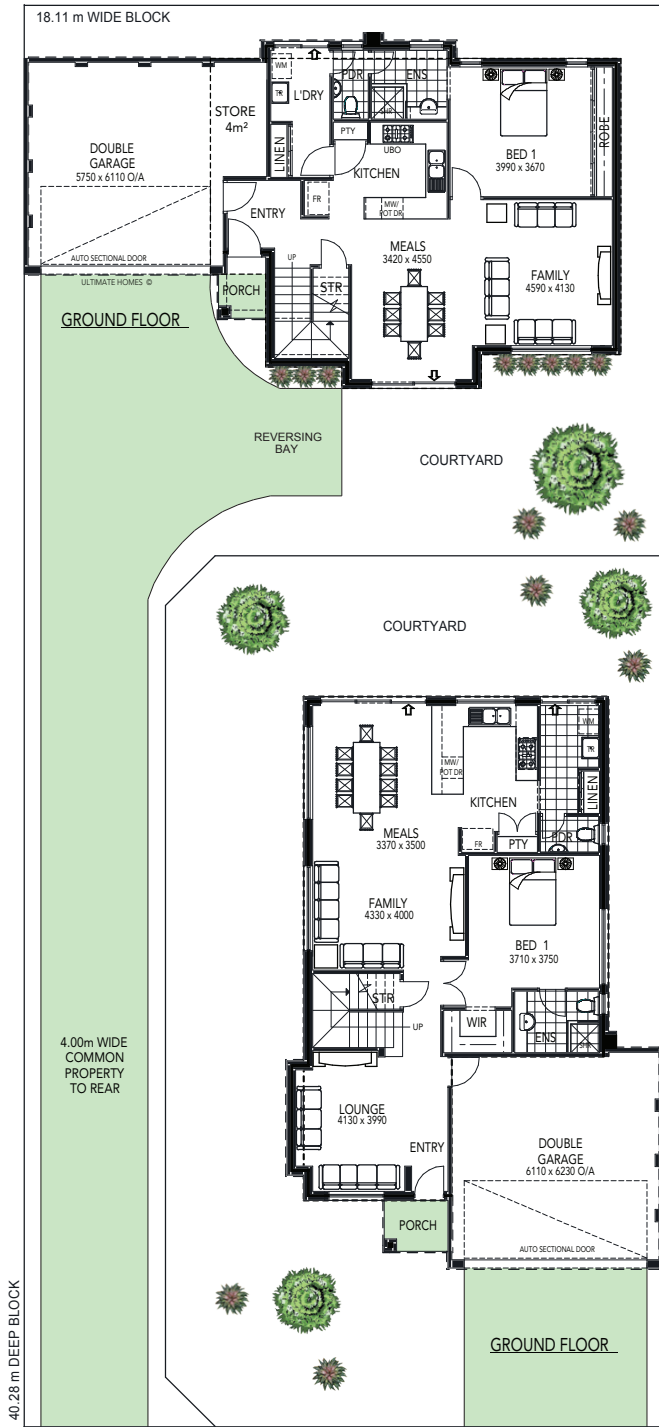 18.11 m WIDE BLOCK
WM
TR
L'DRY
PDR
ENS
SHR
STORE
4m²
DOUBLE
GARAGE
5750 x 6110 O/A
LINEN
PTY
UBO
KITCHEN
BED 1
3990 x 3670
ROBE
ENTRY
FR
MW/
POT DR
AUTO SECTIONAL DOOR
ULTIMATE HOMES ©
UP
MEALS
3420 x 4550
FAMILY
4590 x 4130
STR
PORCH
GROUND FLOOR
REVERSING
BAY
COURTYARD
COURTYARD
WM
TR
MW/
POT DR
LINEN
KITCHEN
MEALS
3370 x 3500
FR
PTY
PDR
FAMILY
4330 x 4000
BED 1
3710 x 3750
STR
UP
WIR
ENS
SHR
4.00m WIDE
COMMON
PROPERTY
TO REAR
LOUNGE
4130 x 3990
ENTRY
DOUBLE
GARAGE
6110 x 6230 O/A
PORCH
AUTO SECTIONAL DOOR
GROUND FLOOR
40.28 m DEEP BLOCK